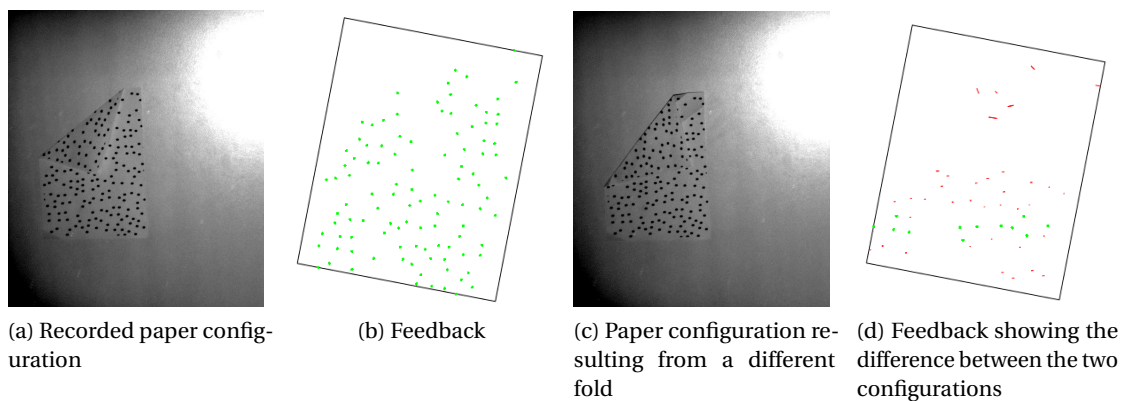 (a) Recorded paper config-
uration
(b) Feedback
(c) Paper configuration re-
sulting from a different
fold
(d) Feedback showing the
difference between the two
configurations